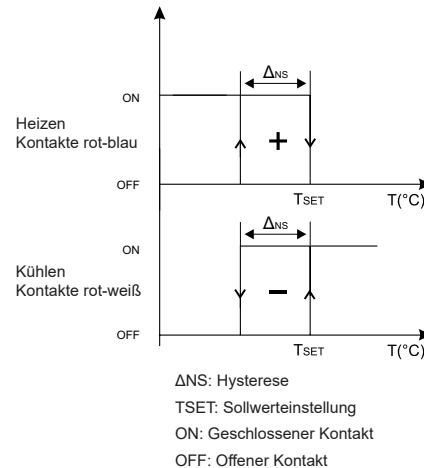 ΔNS
ON
Heizen
Kontakte rot-blau
+
OFF
TSET
T(°C)
ΔNS
ON
Kühlen
Kontakte rot-weiß
−
OFF
TSET
T(°C)
ΔNS: Hysterese
TSET: Sollwerteinstellung
ON: Geschlossener Kontakt
OFF: Offener Kontakt